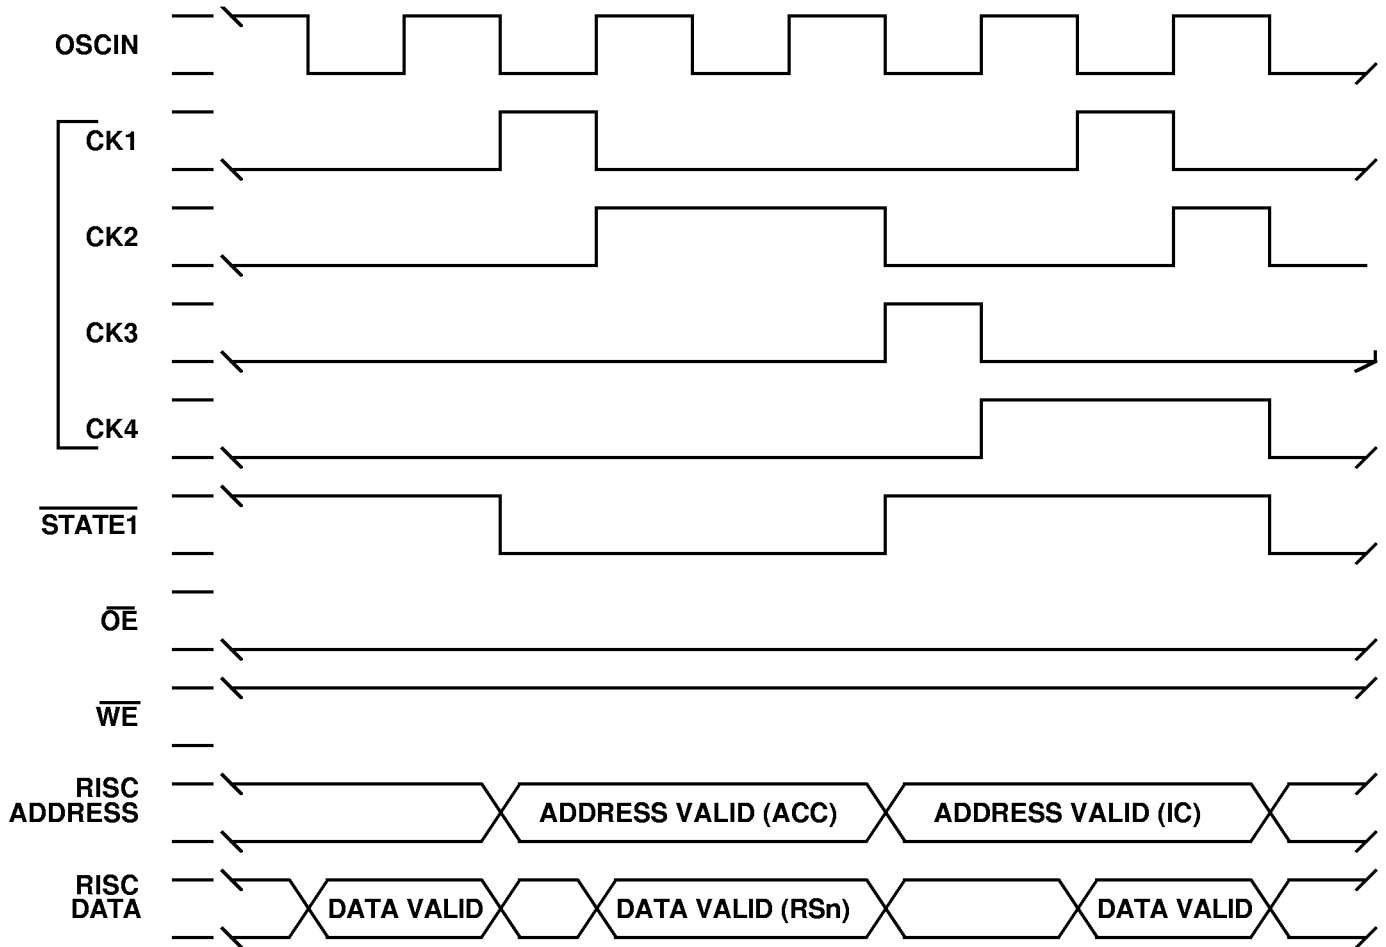 OSCIN
CK1
CK2
CK3
CK4
STATE1
OE
WE
RISC
ADDRESS
ADDRESS VALID (ACC)
ADDRESS VALID (IC)
RISC
DATA
DATA VALID
DATA VALID (RSn)
DATA VALID